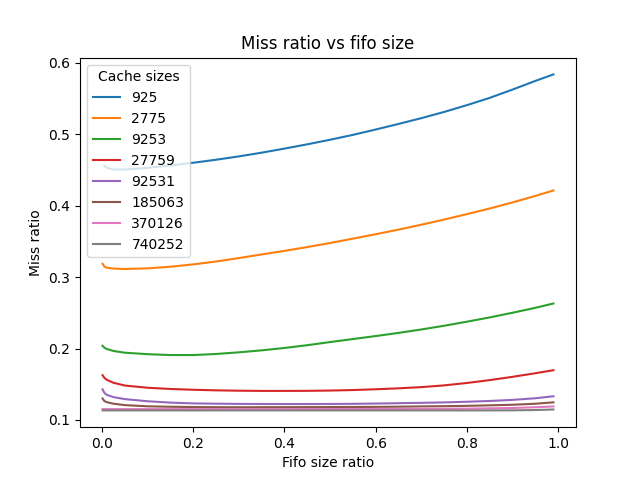 Miss ratio vs fifo size
Cache sizes
925
2775
9253
27759
92531
185063
370126
740252
Miss ratio
0.6
0.5
0.4
0.3
0.2
0.1
0.0 0.2 0.4 0.6 0.8 1.0
Fifo size ratio